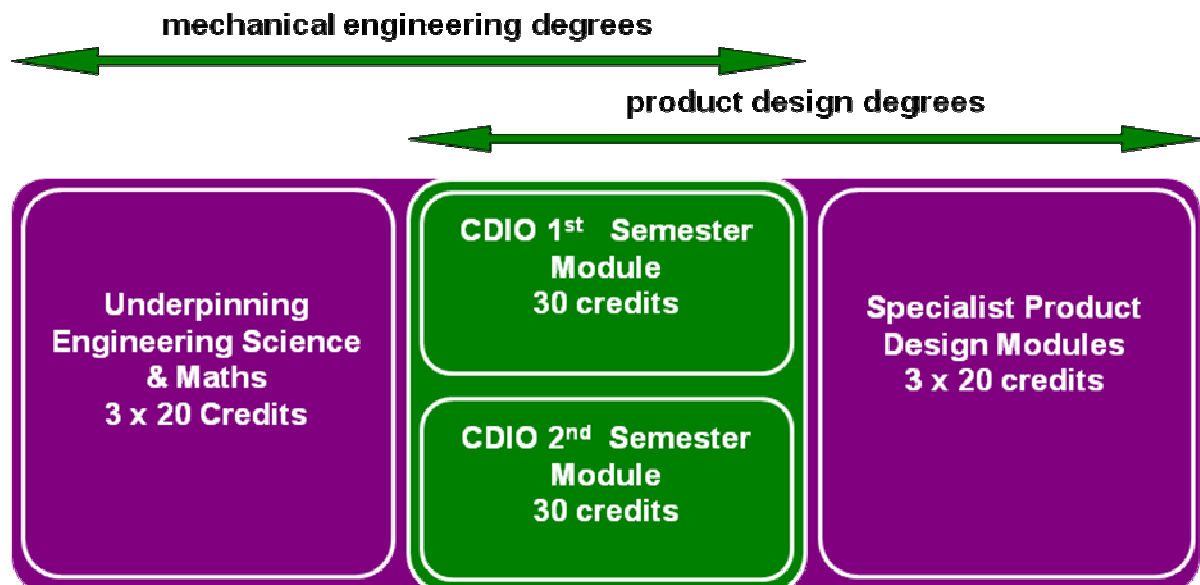 mechanical engineering degrees
product design degrees
Underpinning
Engineering Science
& Maths
3 x 20 Credits
CDIO 1st Semester
Module
30 credits
CDIO 2nd Semester
Module
30 credits
Specialist Product
Design Modules
3 x 20 credits